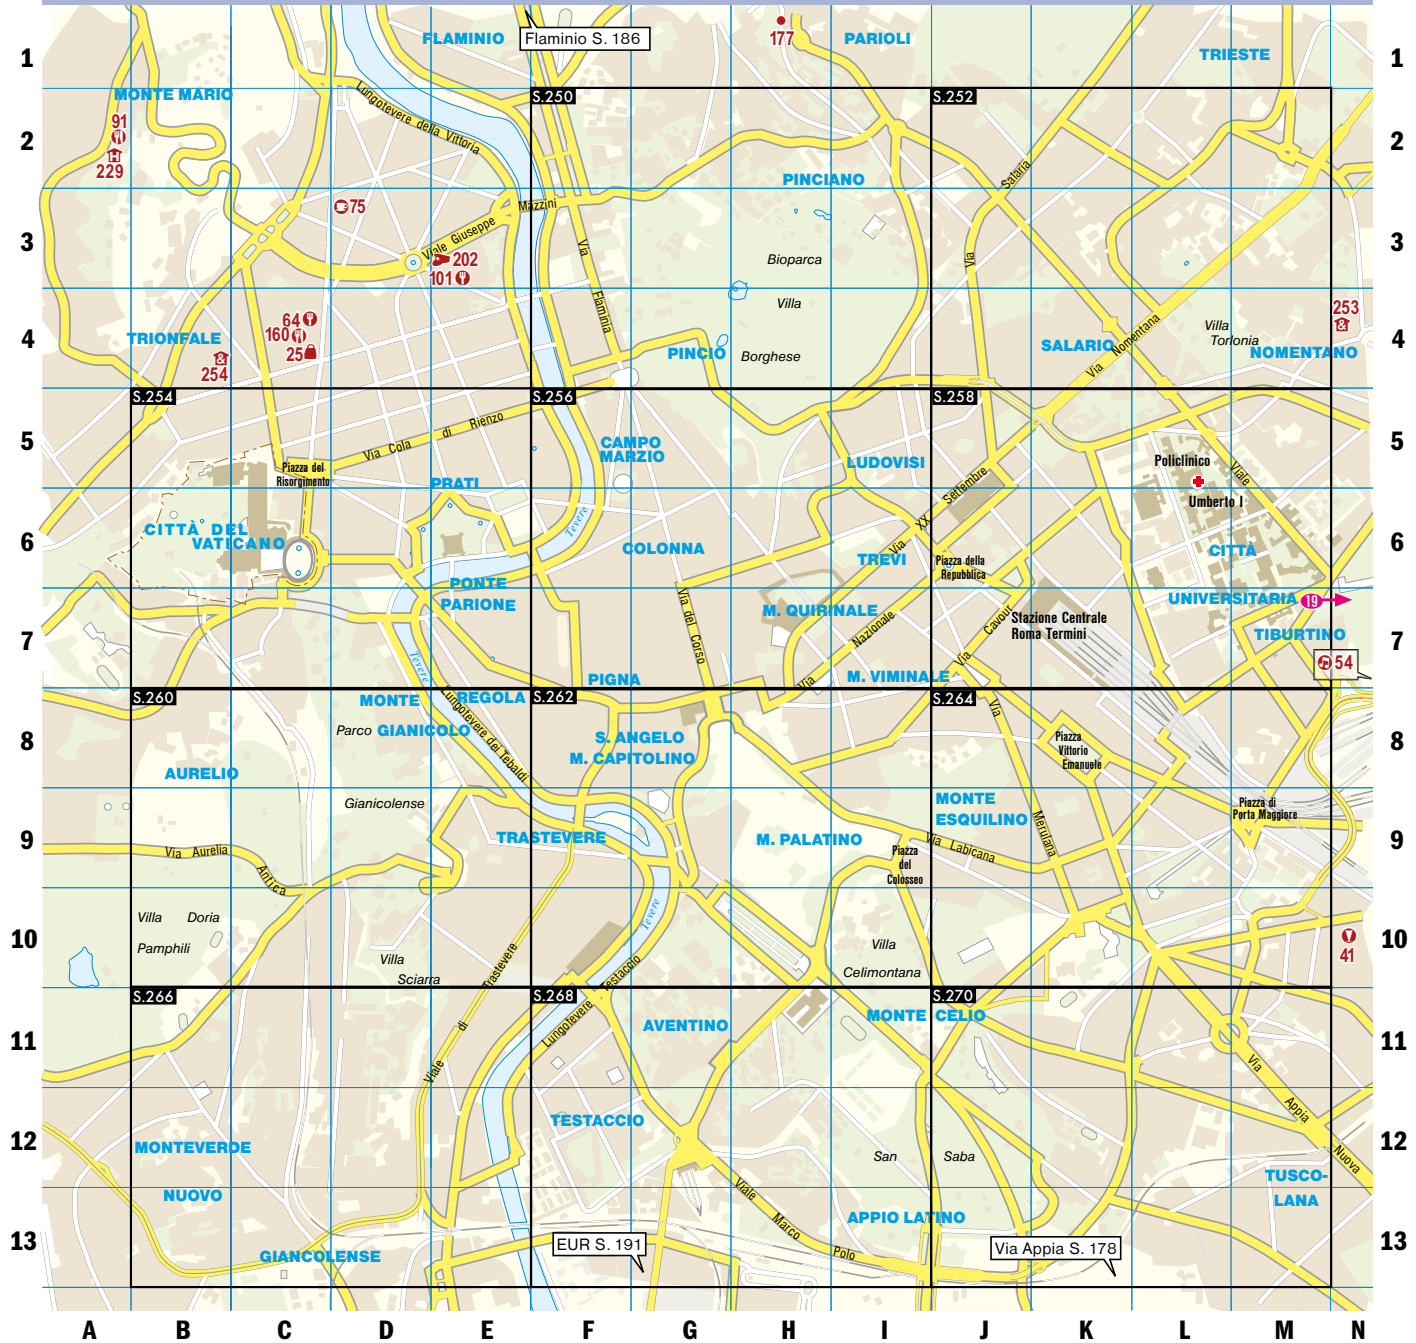 FLAMINIO
Flaminio S. 186
177
PARIOLI
TRIESTE
1
1
MONTE MARIO
Lungotevere della Vittoria
S.250
S.252
91
229
2
2
PINCIANO
Salaria
75
Mazzini
Viale Giuseppe
202
101
3
3
Via
Flaminia
Bioparca
Villa
Borghese
Via
253
64
160
25
TRIONFALE
254
4
4
PINCIO
SALARIO
Via Nomentana
Villa
Torlonia
NOMENTANO
S.254
S.256
S.258
Via Cola di Rienzo
CAMPO
MARZIO
LUDOVISI
5
5
Piazza del
Risorgimento
PRATI
Policlinico
Umberto I
Viale
Via XX Settembre
CITTÀ DEL
VATICANO
6
6
Tevere
COLONNA
TREVI
Piazza della
Repubblica
CITTÀ
UNIVERSITARIA
19
PONTE
PARIONE
Via del Corso
M. QUIRINALE
Via Nazionale
Via Cavour
Stazione Centrale
Roma Termini
TIBURTINO
7
7
54
Tevere
PIGNA
M. VIMINALE
S.260
S.262
S.264
MONTE
GIANICOLO
REGOLA
Parco
Lungotevere dei Tebaldi
S. ANGELO
M. CAPITOLINO
Via
Merulana
Piazza
Vittorio
Emanuele
8
8
AURELIO
Gianicolense
TRASTEVERE
M. PALATINO
MONTE
ESQUILINO
Piazza di
Porta Maggiore
9
9
Via Aurelia
Antica
Piazza
del
Colosseo
Via Labicana
Villa Doria
Pamphili
Tevere
10
10
Villa
Sciarra
Villa
Celimontana
41
S.266
S.268
S.270
Viale di Trastevere
Lungotevere Testaccio
AVENTINO
MONTE CELIO
11
11
Via Appia Nuova
TESTACCIO
MONTEVERDE
NUOVO
12
12
San Saba
TUSCO-
LANA
Viale Marco Polo
APPIO LATINO
13
13
GIANCOLENSE
EUR S. 191
Via Appia S. 178
A B C D E F G H I J K L M N